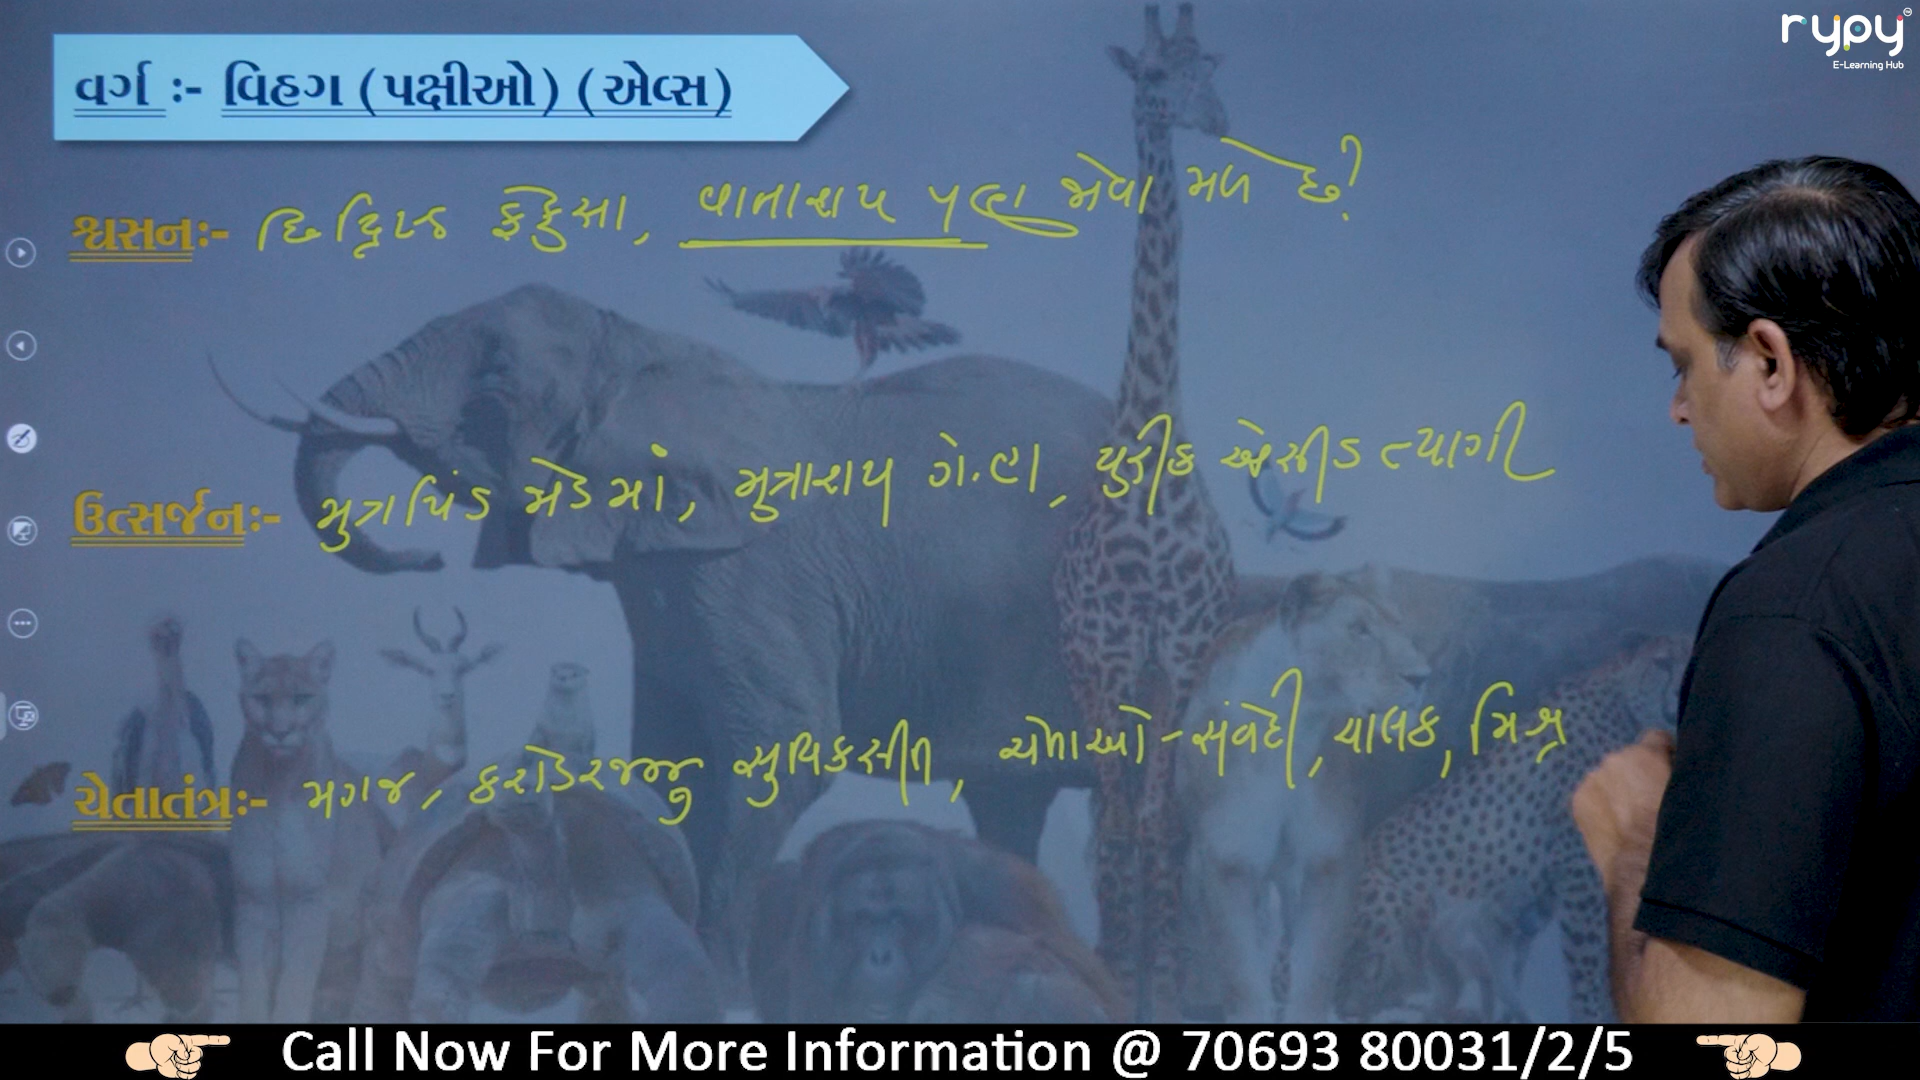 rypy
E-Learning Hub
વર્ગ :- વિહગ (પક્ષીઓ) (એવ્સ)
શ્વસન:- છિદ્રિષ્ઠ ફેફસા, વાતાશય પણ જોવા મળે છે.
ઉત્સર્જન:- મુત્રપિંડ જોડમાં, મુત્રાશય ગે.હા, યુરીક એસીડ ત્યાગી
ચેતાતંત્ર:- મગજ, કરોડરજ્જુ સુવિકસીત, ચેતાઓ - સંવેદી, ચાલક, મિશ્ર
Call Now For More Information @ 70693 80031/2/5